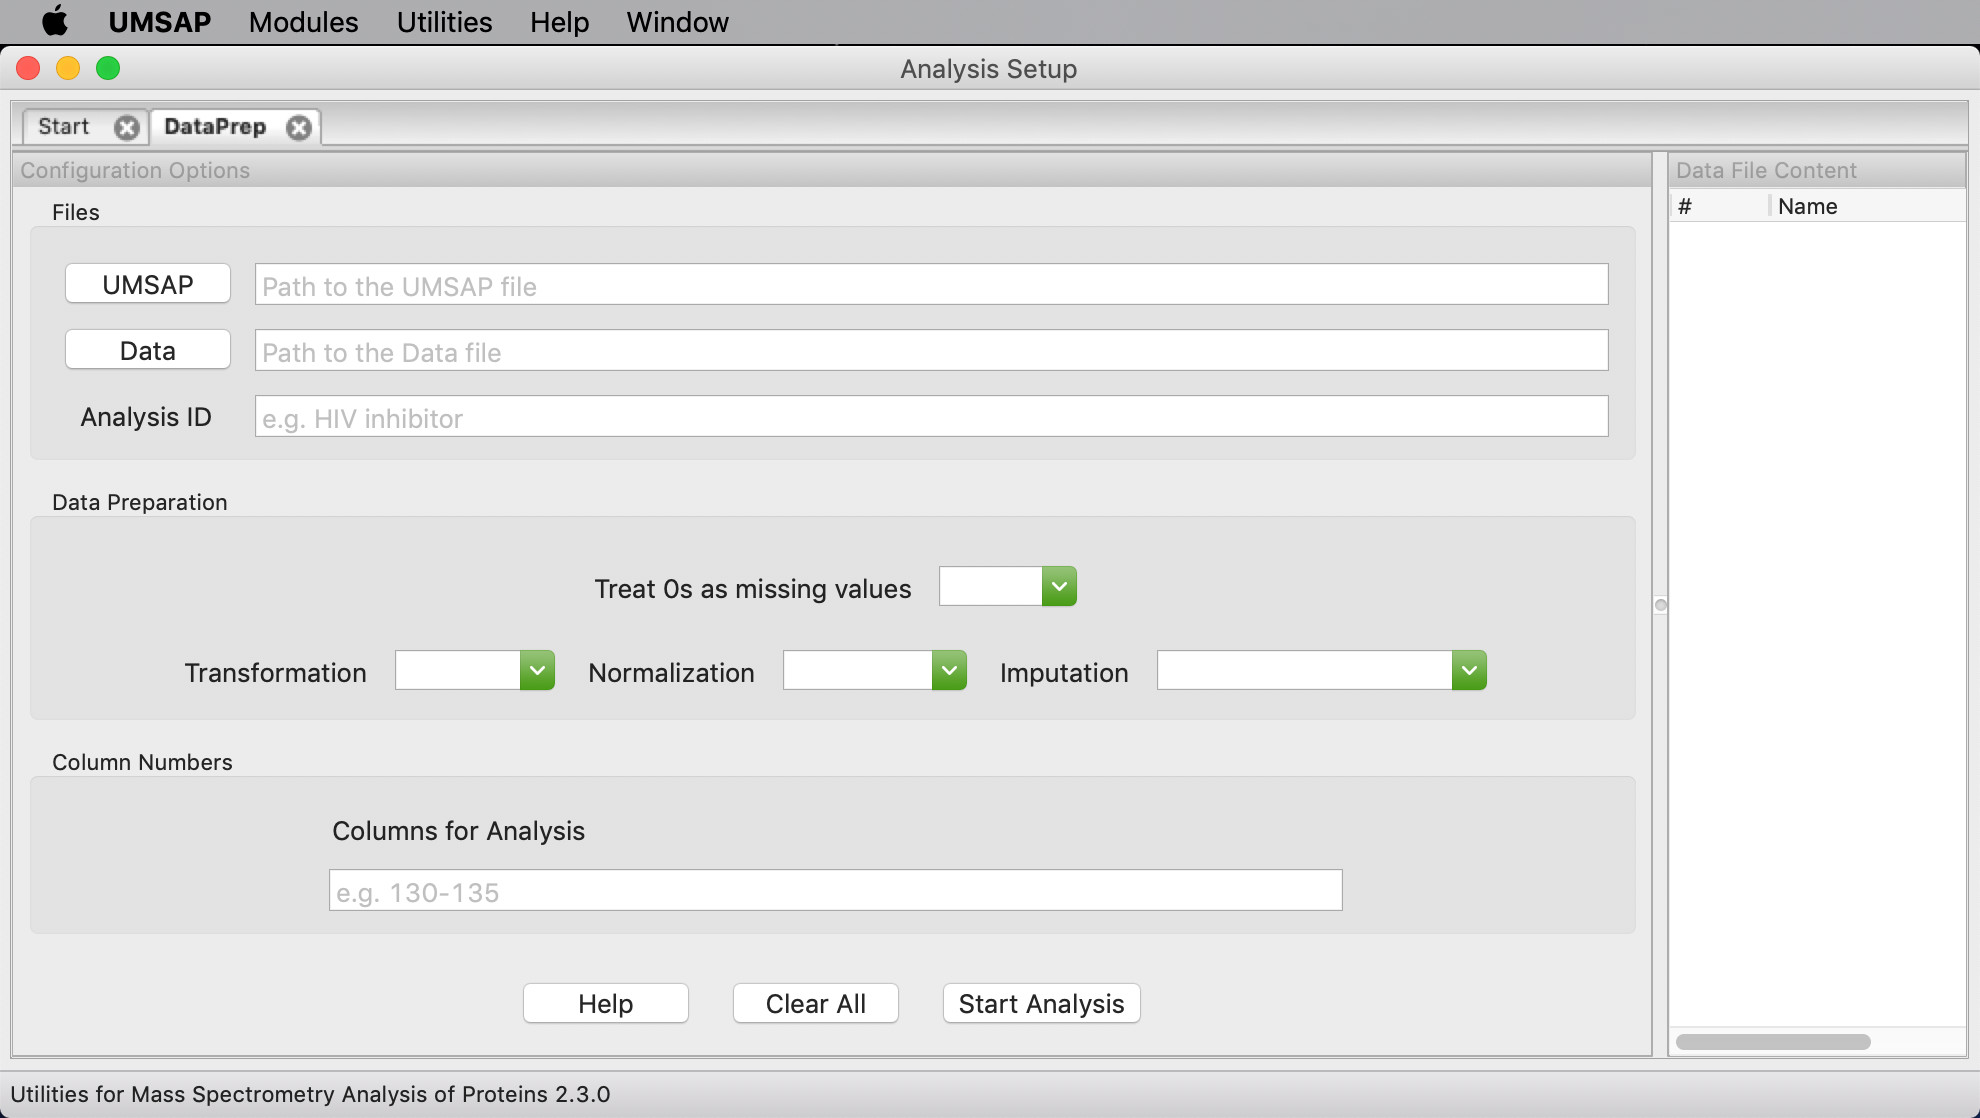 UMSAP Modules Utilities Help Window
Analysis Setup
Start DataPrep
Configuration Options
Data File Content
# Name
Files
UMSAP Path to the UMSAP file
Data Path to the Data file
Analysis ID e.g. HIV inhibitor
Data Preparation
Treat 0s as missing values
Transformation Normalization Imputation
Column Numbers
Columns for Analysis
e.g. 130-135
Help Clear All Start Analysis
Utilities for Mass Spectrometry Analysis of Proteins 2.3.0